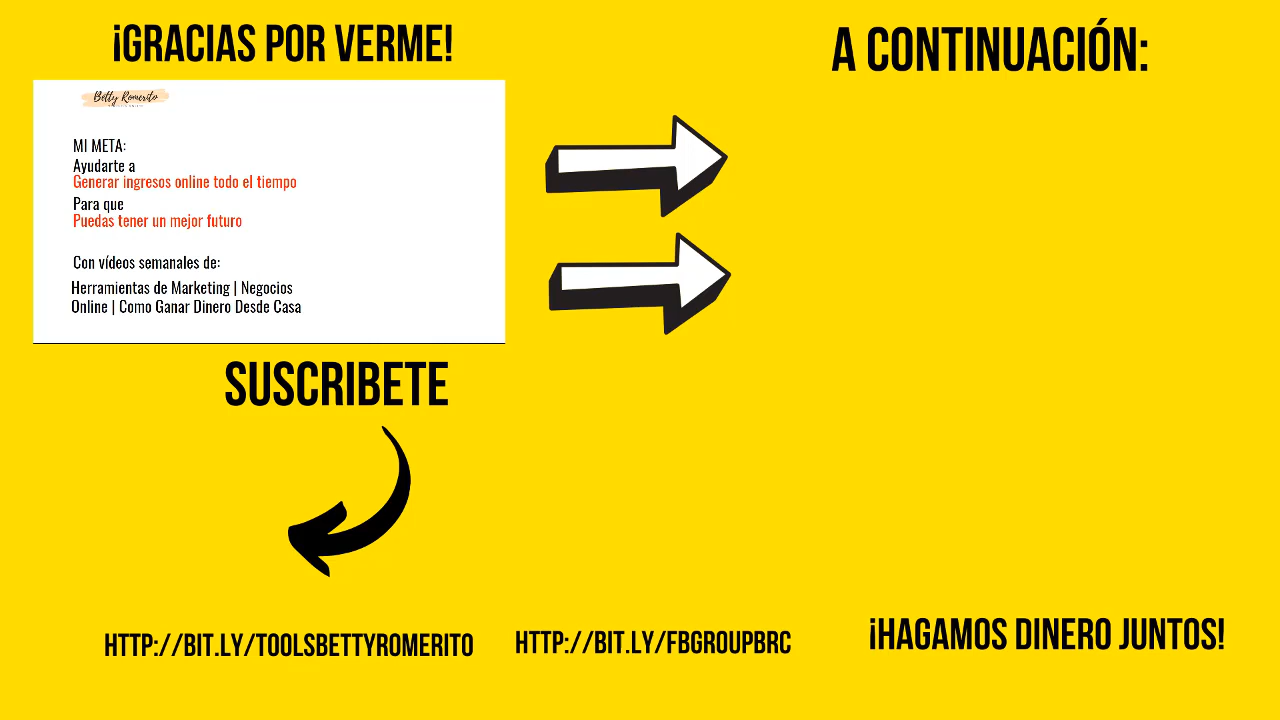 ¡GRACIAS POR VERME!
A CONTINUACIÓN:
Betty Romerito
MI META:
Ayudarte a
Generar ingresos online todo el tiempo
Para que
Puedas tener un mejor futuro
Con vídeos semanales de:
Herramientas de Marketing | Negocios
Online | Como Ganar Dinero Desde Casa
SUSCRIBETE
HTTP://BIT.LY/TOOLSBETTYROMERITO
HTTP://BIT.LY/FBGROUPBRC
¡HAGAMOS DINERO JUNTOS!